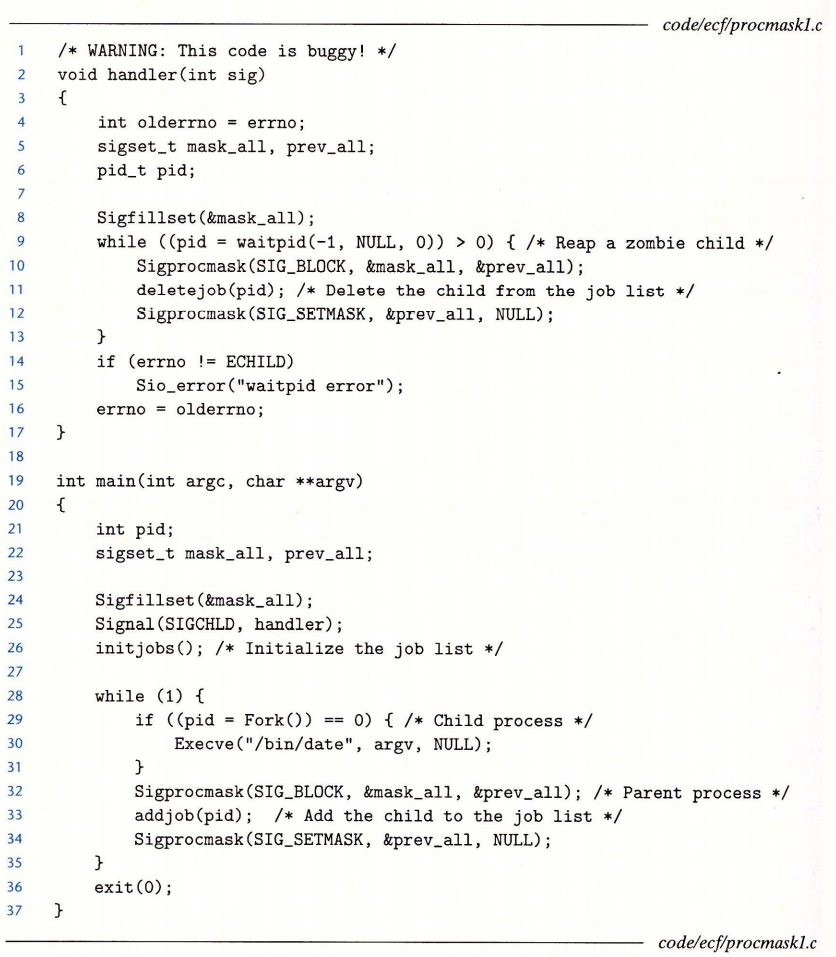 code/ecf/procmask1.c
1 /* WARNING: This code is buggy! */
2 void handler(int sig)
3 {
4     int olderrno = errno;
5     sigset_t mask_all, prev_all;
6     pid_t pid;
7
8     Sigfillset(&mask_all);
9     while ((pid = waitpid(-1, NULL, 0)) > 0) { /* Reap a zombie child */
10         Sigprocmask(SIG_BLOCK, &mask_all, &prev_all);
11         deletejob(pid); /* Delete the child from the job list */
12         Sigprocmask(SIG_SETMASK, &prev_all, NULL);
13     }
14     if (errno != ECHILD)
15         Sio_error("waitpid error");
16     errno = olderrno;
17 }
18
19 int main(int argc, char **argv)
20 {
21     int pid;
22     sigset_t mask_all, prev_all;
23
24     Sigfillset(&mask_all);
25     Signal(SIGCHLD, handler);
26     initjobs(); /* Initialize the job list */
27
28     while (1) {
29         if ((pid = Fork()) == 0) { /* Child process */
30             Execve("/bin/date", argv, NULL);
31         }
32         Sigprocmask(SIG_BLOCK, &mask_all, &prev_all); /* Parent process */
33         addjob(pid);  /* Add the child to the job list */
34         Sigprocmask(SIG_SETMASK, &prev_all, NULL);
35     }
36     exit(0);
37 }
code/ecf/procmask1.c